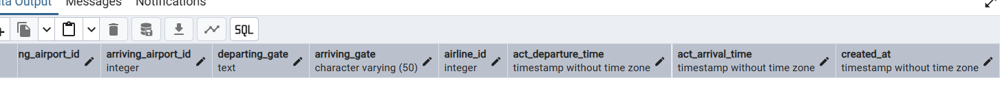 ata Output Messages Notifications
SQL
ng_airport_id arriving_airport_id departing_gate arriving_gate airline_id act_departure_time act_arrival_time created_at
integer text character varying (50) integer timestamp without time zone timestamp without time zone timestamp without time zone